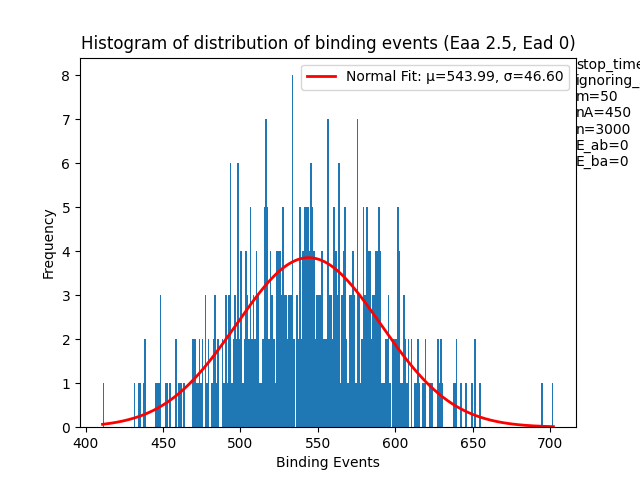 Histogram of distribution of binding events (Eaa 2.5, Ead 0)
Normal Fit: μ=543.99, σ=46.60
stop_time
ignoring_
m=50
nA=450
n=3000
E_ab=0
E_ba=0
Frequency
8
7
6
5
4
3
2
1
0
400 450 500 550 600 650 700
Binding Events